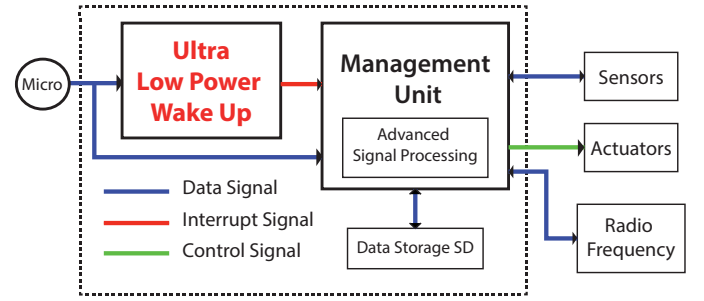 Micro
Ultra
Low Power
Wake Up
Management
Unit
Advanced
Signal Processing
Data Storage SD
Sensors
Actuators
Radio
Frequency
Data Signal
Interrupt Signal
Control Signal